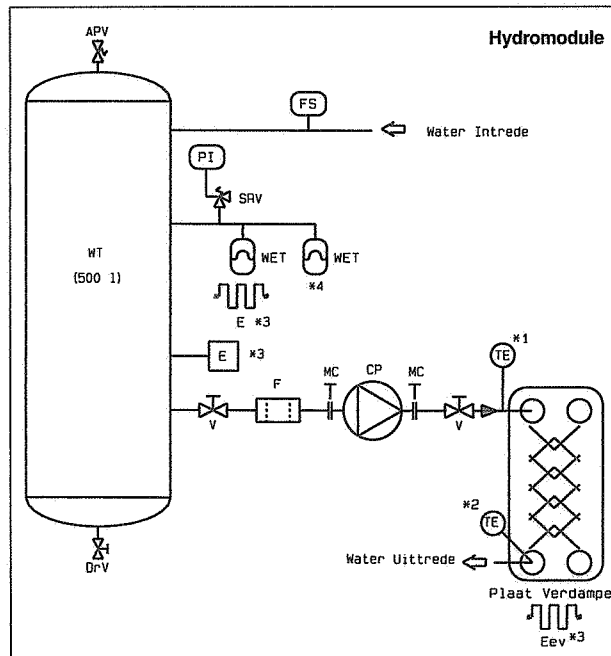 Hydromodule
APV
FS
Water Intrede
PI
SRV
WT
(500 l)
WET
WET
*4
E *3
E *3
F
MC
CP
MC
TE *1
V
V
*2
TE
Water Uittrede
DrV
Plaat Verdamper
Eev *3